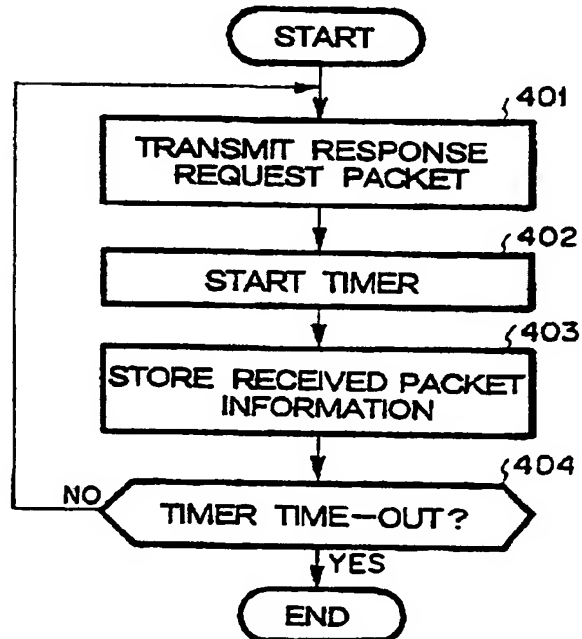 START
401
TRANSMIT RESPONSE
REQUEST PACKET
402
START TIMER
403
STORE RECEIVED PACKET
INFORMATION
404
NO
TIMER TIME-OUT?
YES
END